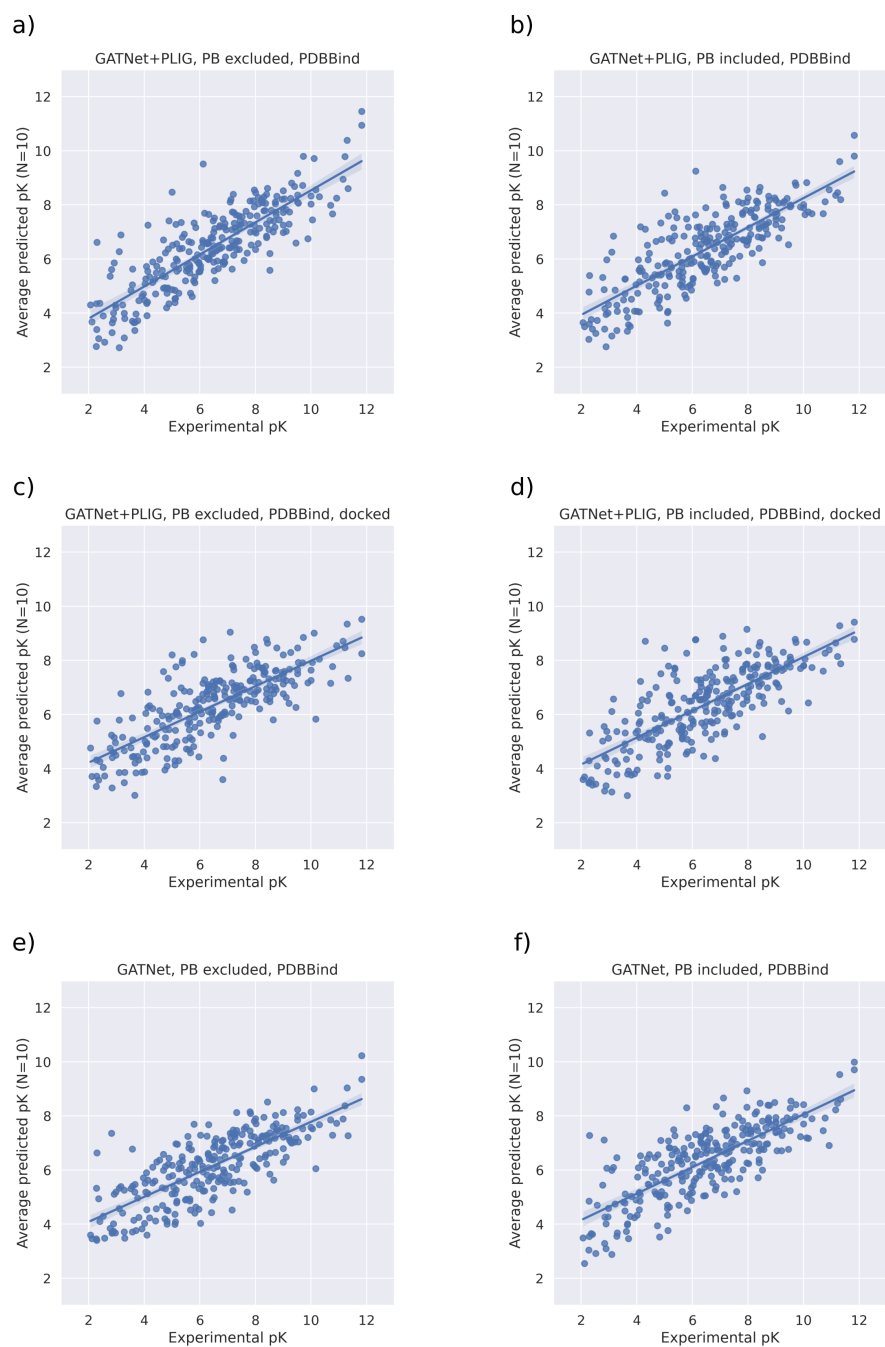 a)
GATNet+PLIG, PB excluded, PDBBind
12
10
8
6
4
2
Average predicted pK (N=10)
2 4 6 8 10 12
Experimental pK
b)
GATNet+PLIG, PB included, PDBBind
12
10
8
6
4
2
Average predicted pK (N=10)
2 4 6 8 10 12
Experimental pK
c)
GATNet+PLIG, PB excluded, PDBBind, docked
12
10
8
6
4
2
Average predicted pK (N=10)
2 4 6 8 10 12
Experimental pK
d)
GATNet+PLIG, PB included, PDBBind, docked
12
10
8
6
4
2
Average predicted pK (N=10)
2 4 6 8 10 12
Experimental pK
e)
GATNet, PB excluded, PDBBind
12
10
8
6
4
2
Average predicted pK (N=10)
2 4 6 8 10 12
Experimental pK
f)
GATNet, PB included, PDBBind
12
10
8
6
4
2
Average predicted pK (N=10)
2 4 6 8 10 12
Experimental pK